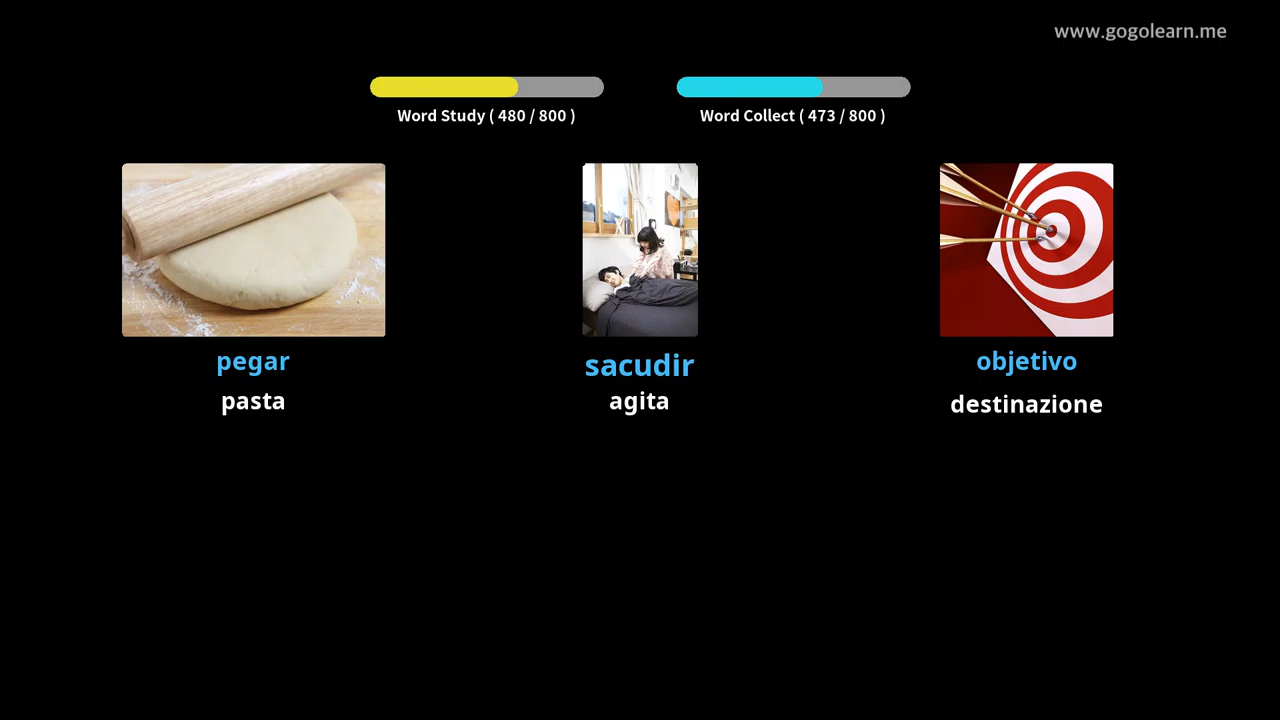 www.gogolearn.me
Word Study ( 480 / 800 )
Word Collect ( 473 / 800 )
pegar
pasta
sacudir
agita
objetivo
destinazione